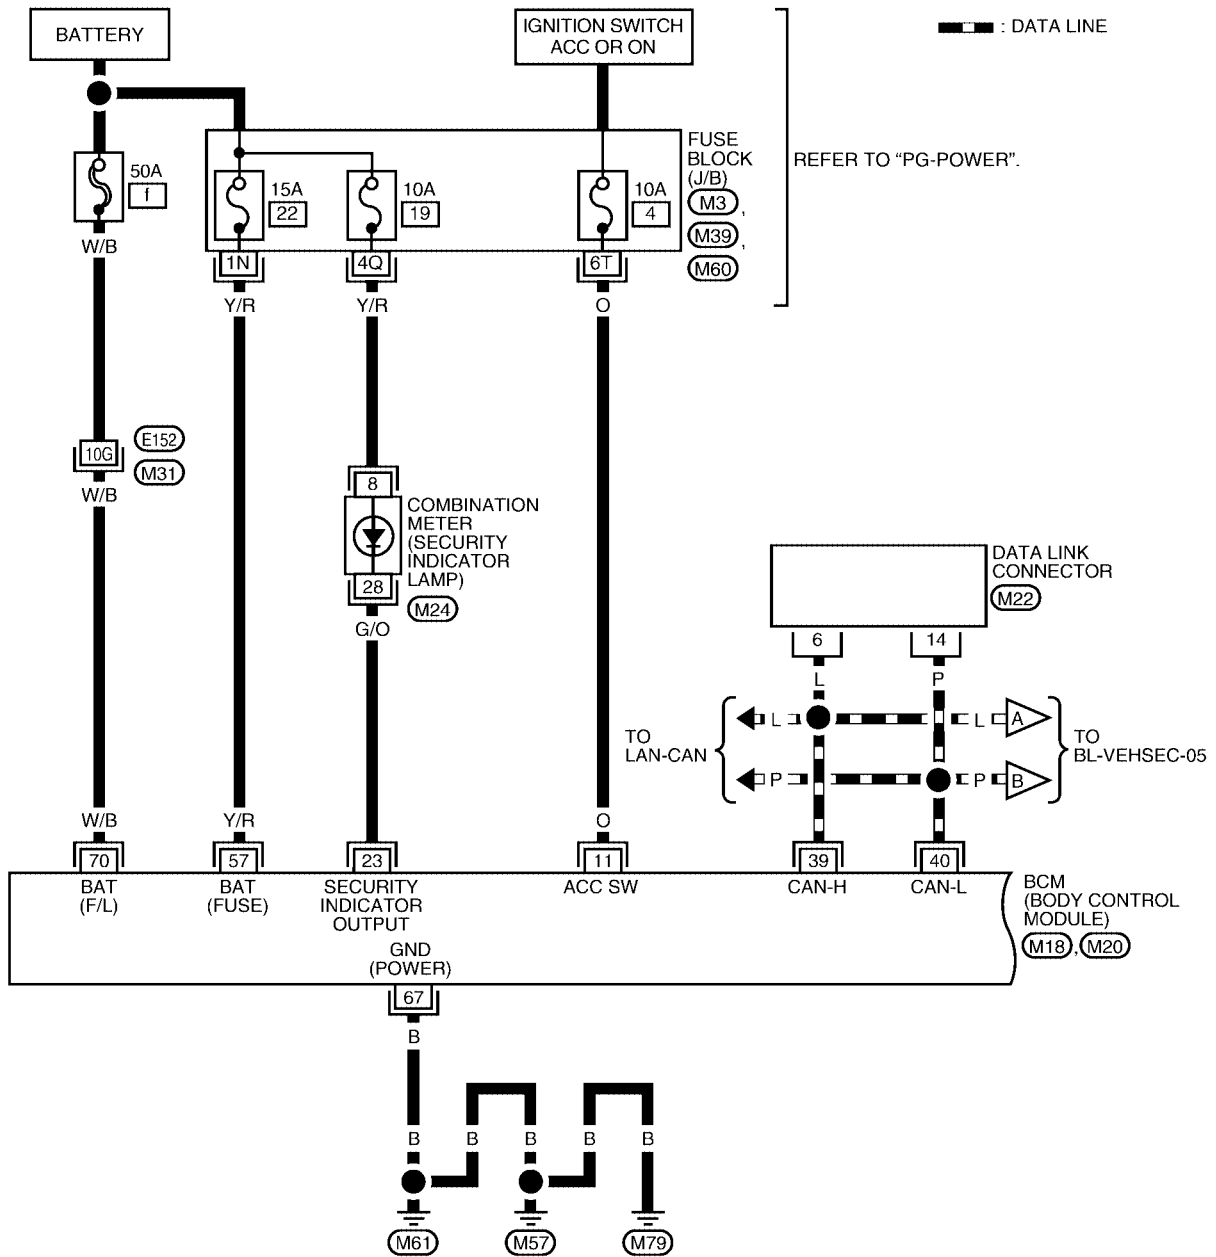 BATTERY
IGNITION SWITCH
ACC OR ON
: DATA LINE
50A
f
15A
22
10A
19
10A
4
FUSE
BLOCK
(J/B)
M3 ,
M39 ,
M60
REFER TO “PG-POWER”.
W/B
1N
4Q
6T
Y/R
Y/R
O
10G
E152
M31
W/B
8
COMBINATION
METER
(SECURITY
INDICATOR
LAMP)
28
M24
G/O
DATA LINK
CONNECTOR
M22
6
14
L
P
TO
LAN-CAN
L
L
A
P
P
B
TO
BL-VEHSEC-05
W/B
Y/R
O
70
57
23
11
39
40
BAT
(F/L)
BAT
(FUSE)
SECURITY
INDICATOR
OUTPUT
ACC SW
CAN-H
CAN-L
BCM
(BODY CONTROL
MODULE)
M18 , M20
GND
(POWER)
67
B
B
B
B
B
B
M61
M57
M79